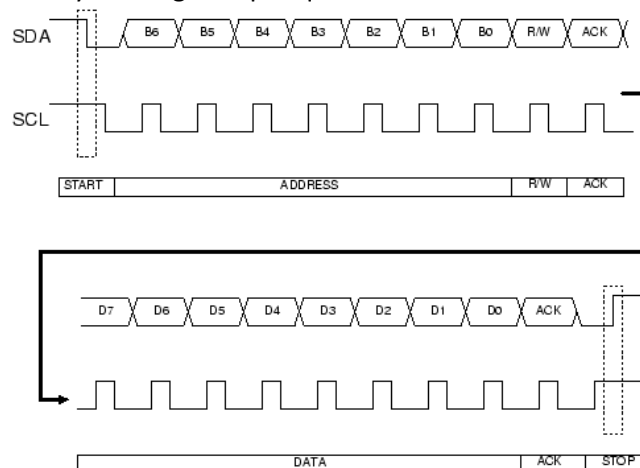 SDA B6 B5 B4 B3 B2 B1 B0 R/W ACK
SCL
START ADDRESS R/W ACK
D7 D6 D5 D4 D3 D2 D1 D0 ACK
DATA ACK STOP